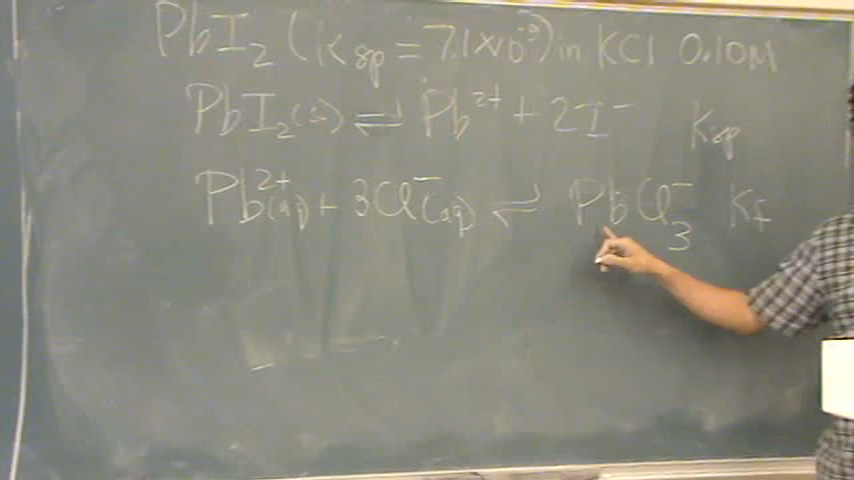 PbI₂ (Ksp = 7.1×10⁻⁹) in KCl 0.10M
PbI₂(s) ⇌ Pb²⁺ + 2I⁻ Ksp
Pb²⁺(aq) + 3Cl⁻(aq) ⇌ PbCl₃⁻ Kf